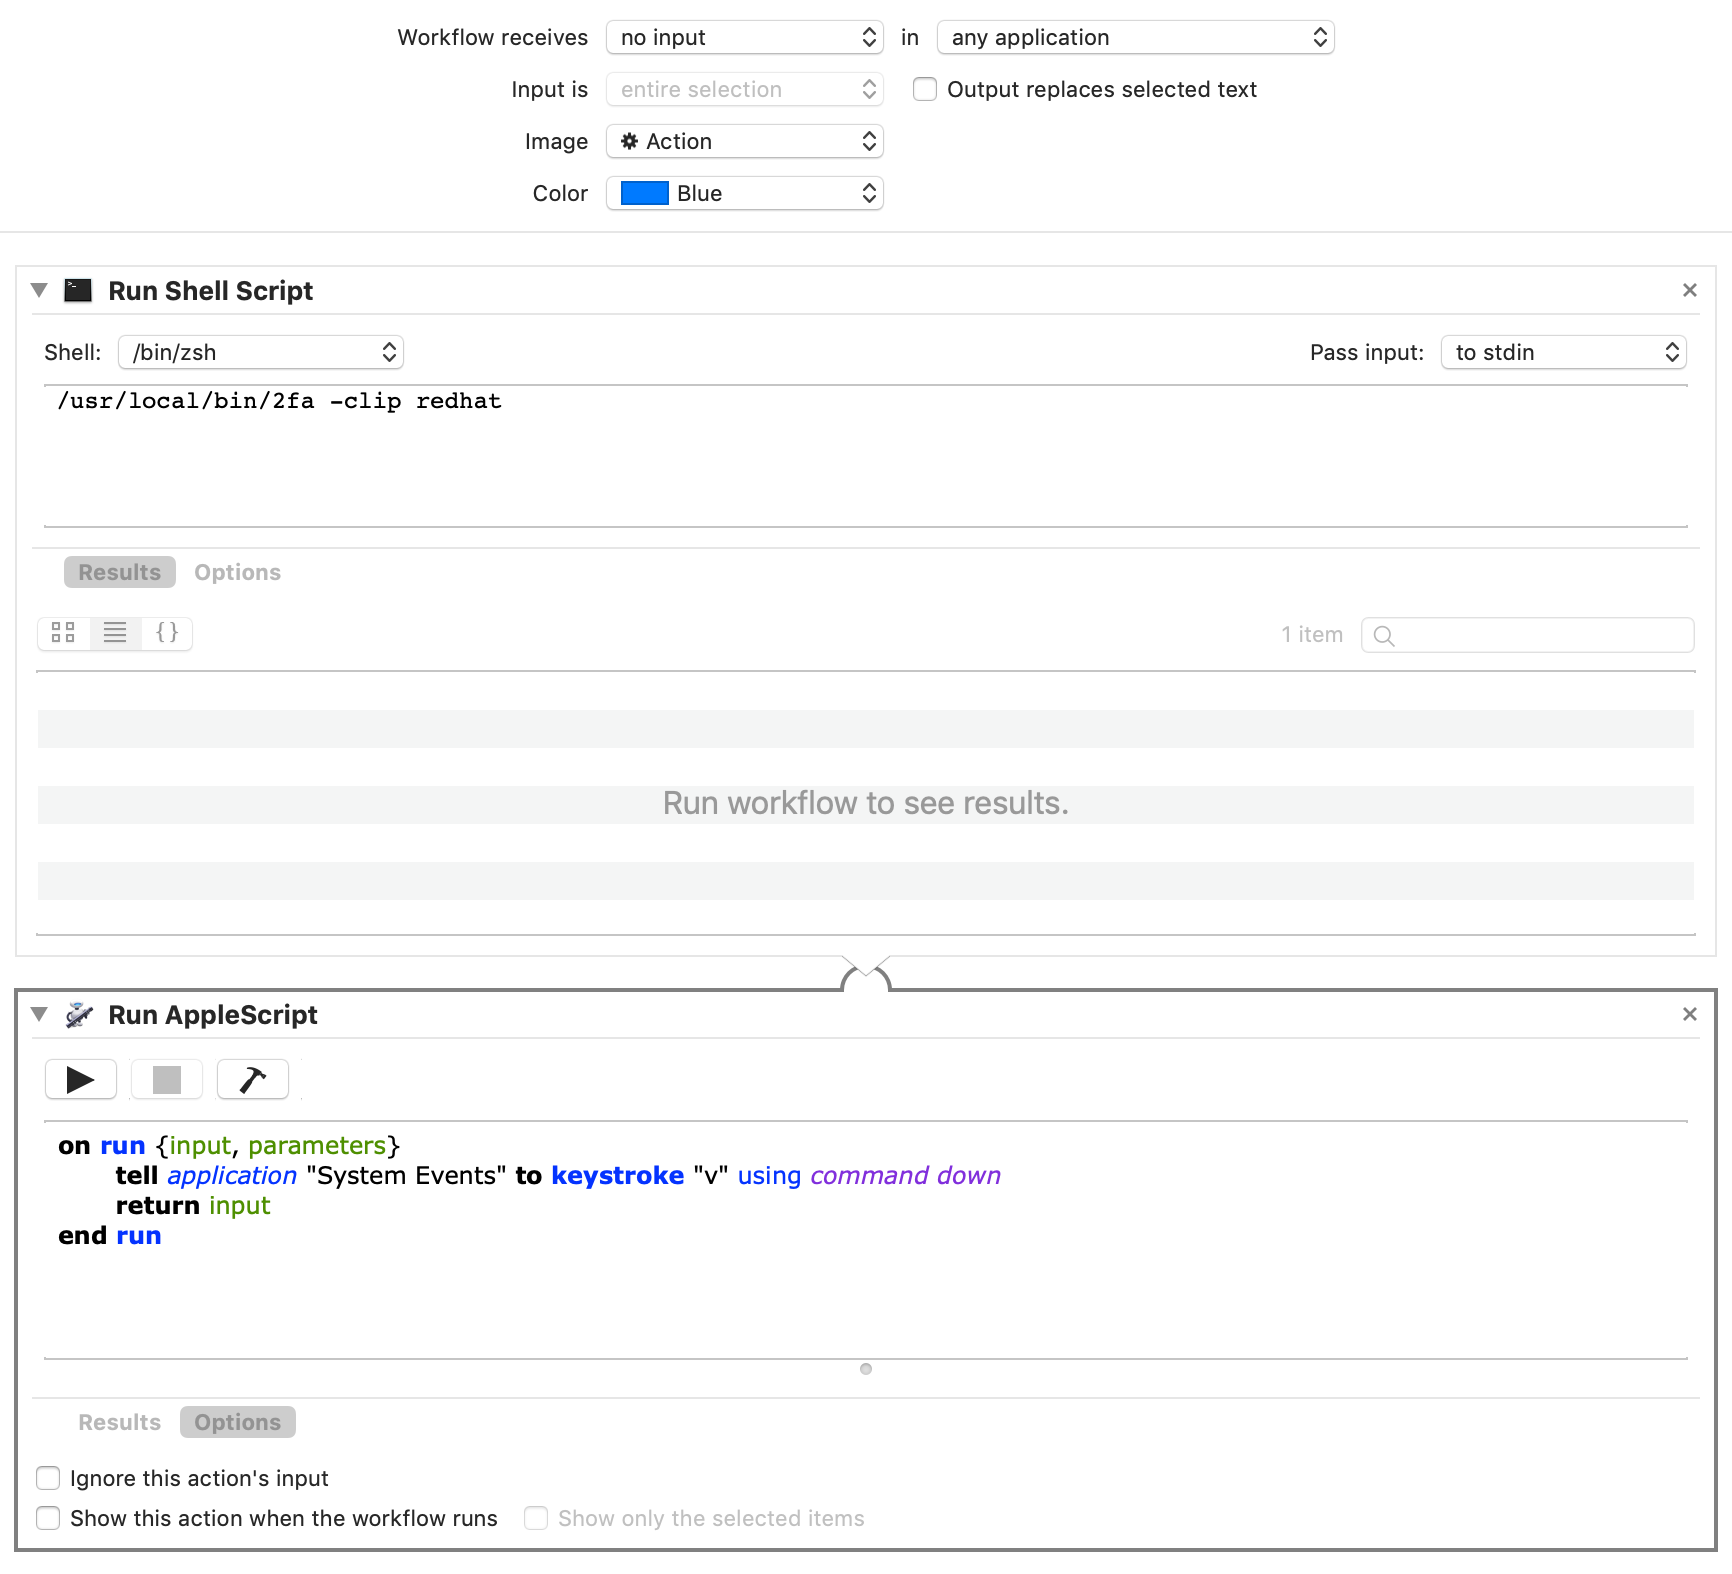 Workflow receives no input in any application
Input is entire selection Output replaces selected text
Image Action
Color Blue
Run Shell Script
Shell: /bin/zsh Pass input: to stdin
/usr/local/bin/2fa -clip redhat
Results Options
{} 1 item
Run workflow to see results.
Run AppleScript
on run {input, parameters}
tell application "System Events" to keystroke "v" using command down
return input
end run
Results Options
Ignore this action's input
Show this action when the workflow runs Show only the selected items